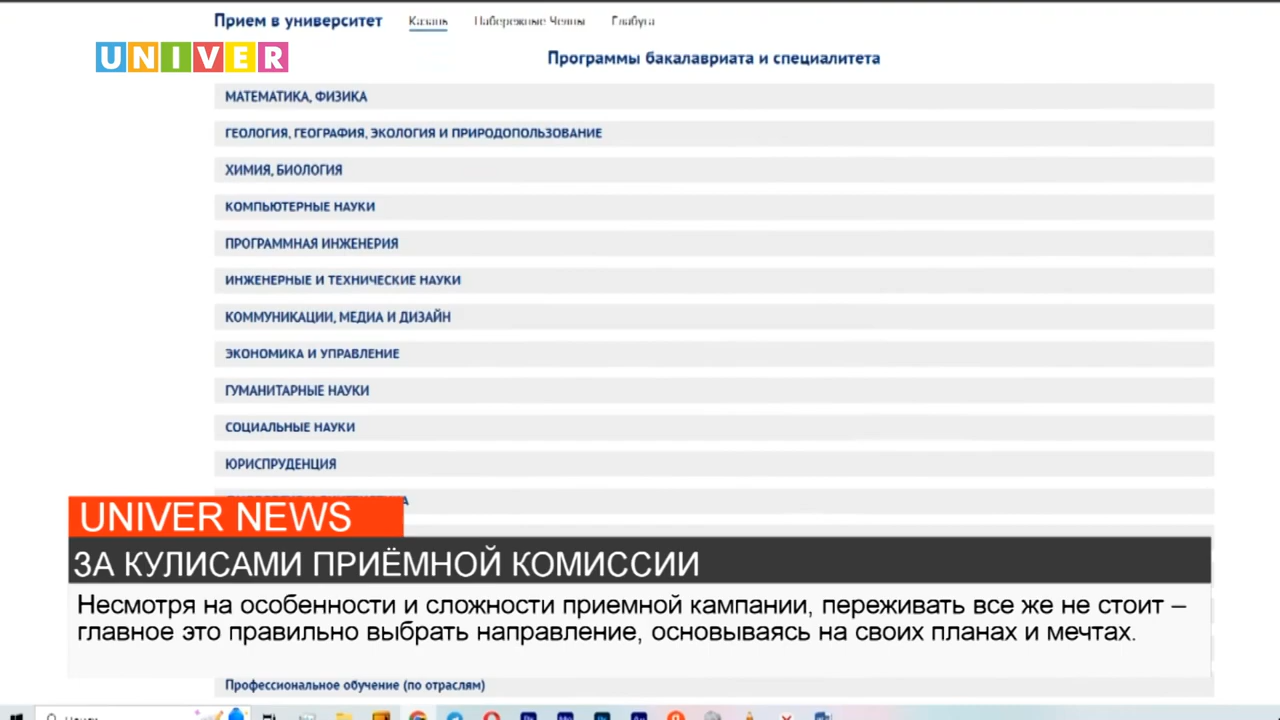 Прием в университет Казань Набережные Челны Елабуга
UNIVER
Программы бакалавриата и специалитета
МАТЕМАТИКА, ФИЗИКА
ГЕОЛОГИЯ, ГЕОГРАФИЯ, ЭКОЛОГИЯ И ПРИРОДОПОЛЬЗОВАНИЕ
ХИМИЯ, БИОЛОГИЯ
КОМПЬЮТЕРНЫЕ НАУКИ
ПРОГРАММНАЯ ИНЖЕНЕРИЯ
ИНЖЕНЕРНЫЕ И ТЕХНИЧЕСКИЕ НАУКИ
КОММУНИКАЦИИ, МЕДИА И ДИЗАЙН
ЭКОНОМИКА И УПРАВЛЕНИЕ
ГУМАНИТАРНЫЕ НАУКИ
СОЦИАЛЬНЫЕ НАУКИ
ЮРИСПРУДЕНЦИЯ
UNIVER NEWS
ЗА КУЛИСАМИ ПРИЁМНОЙ КОМИССИИ
Несмотря на особенности и сложности приемной кампании, переживать все же не стоит –
главное это правильно выбрать направление, основываясь на своих планах и мечтах.
Профессиональное обучение (по отраслям)